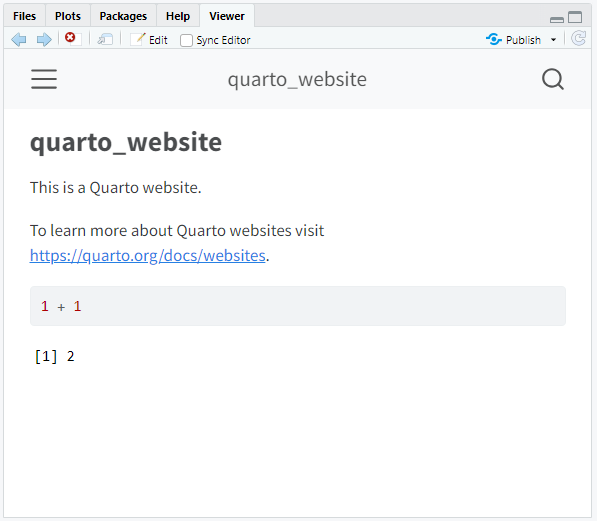 Files Plots Packages Help Viewer
Edit Sync Editor Publish
quarto_website
quarto_website
This is a Quarto website.
To learn more about Quarto websites visit
https://quarto.org/docs/websites.
1 + 1
[1] 2